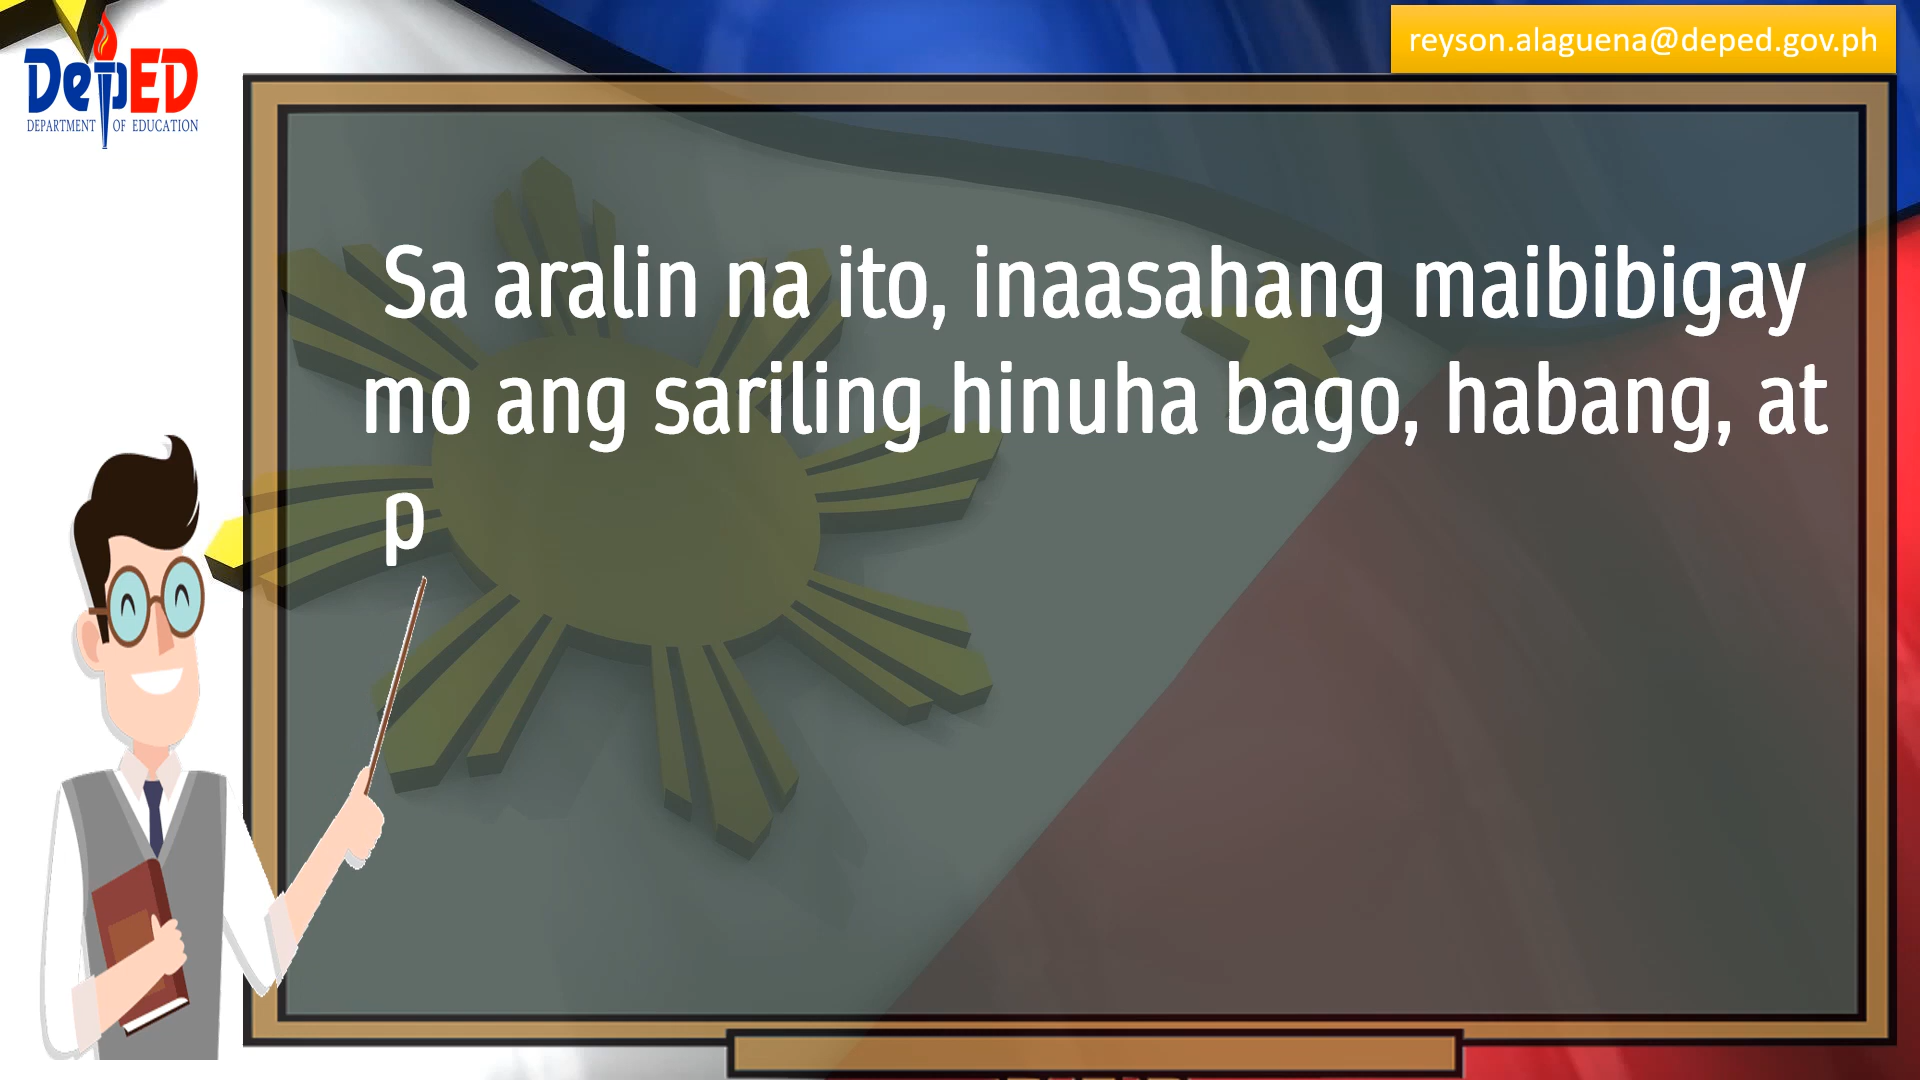 DepED
DEPARTMENT OF EDUCATION
reyson.alaguena@deped.gov.ph
Sa aralin na ito, inaasahang maibibigay
mo ang sariling hinuha bago, habang, at
p